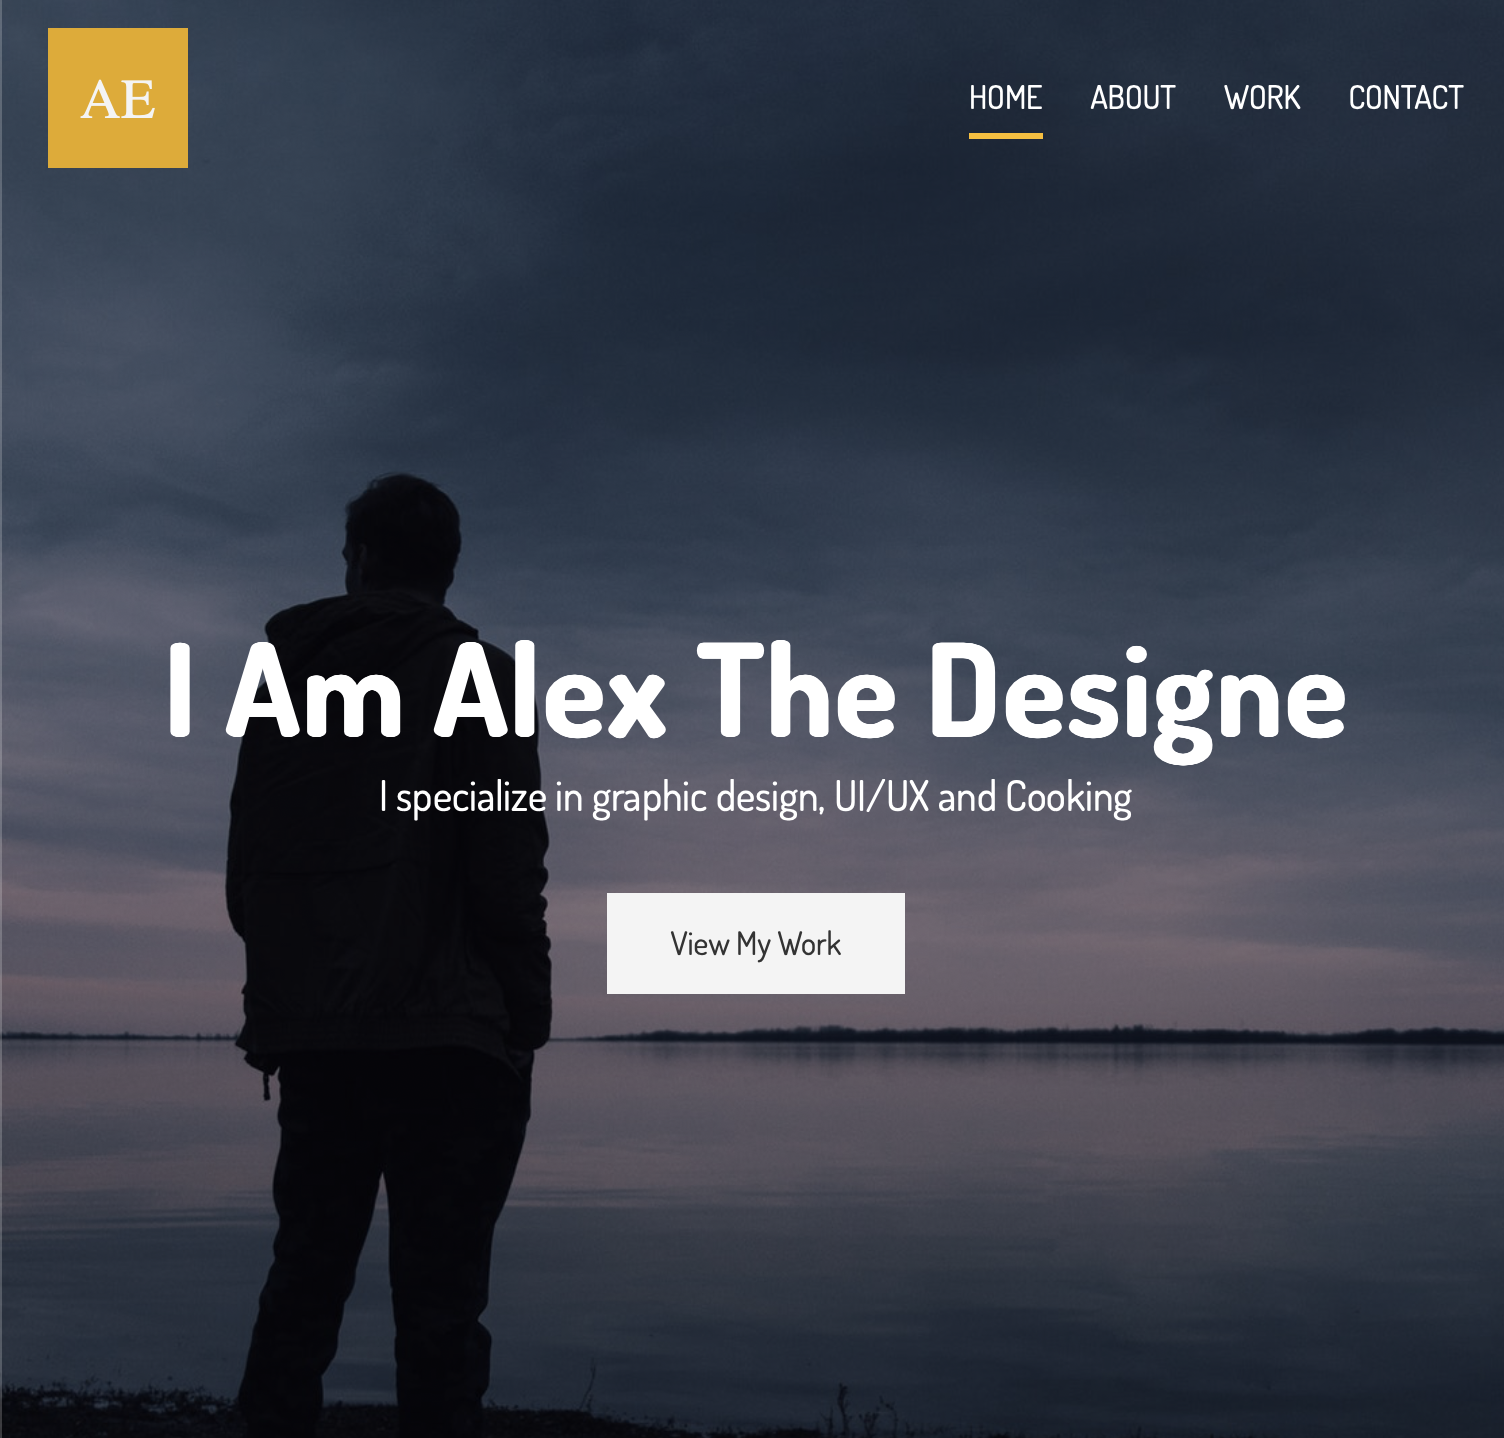 AE
HOME ABOUT WORK CONTACT
I Am Alex The Designe
I specialize in graphic design, UI/UX and Cooking
View My Work